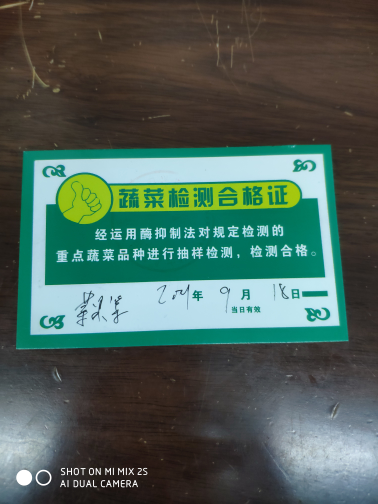 蔬菜检测合格证
经运用酶抑制法对规定检测的
重点蔬菜品种进行抽样检测，检测合格。
2021年 9月 18日
当日有效
SHOT ON MI MIX 2S
AI DUAL CAMERA